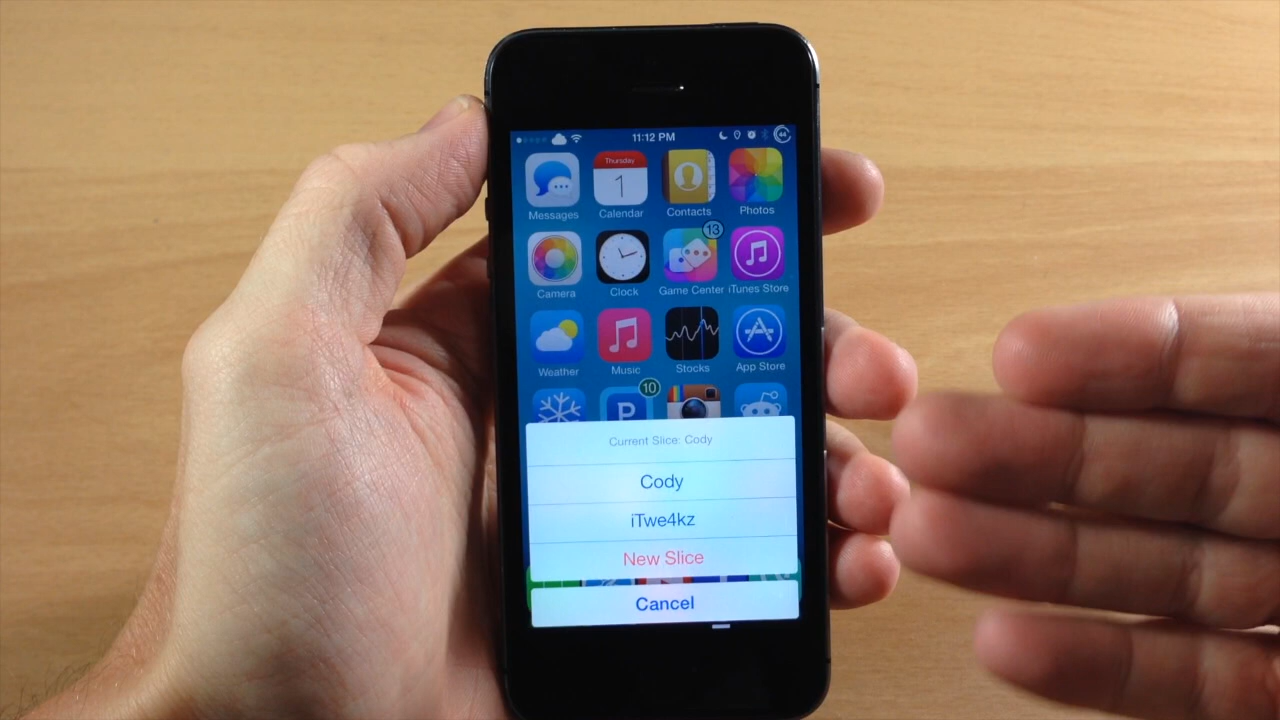 11:12 PM
44
Thursday
1
Messages
Calendar
Contacts
Photos
13
Camera
Clock
Game Center
iTunes Store
Weather
Music
Stocks
App Store
10
P
Current Slice: Cody
Cody
iTwe4kz
New Slice
Cancel